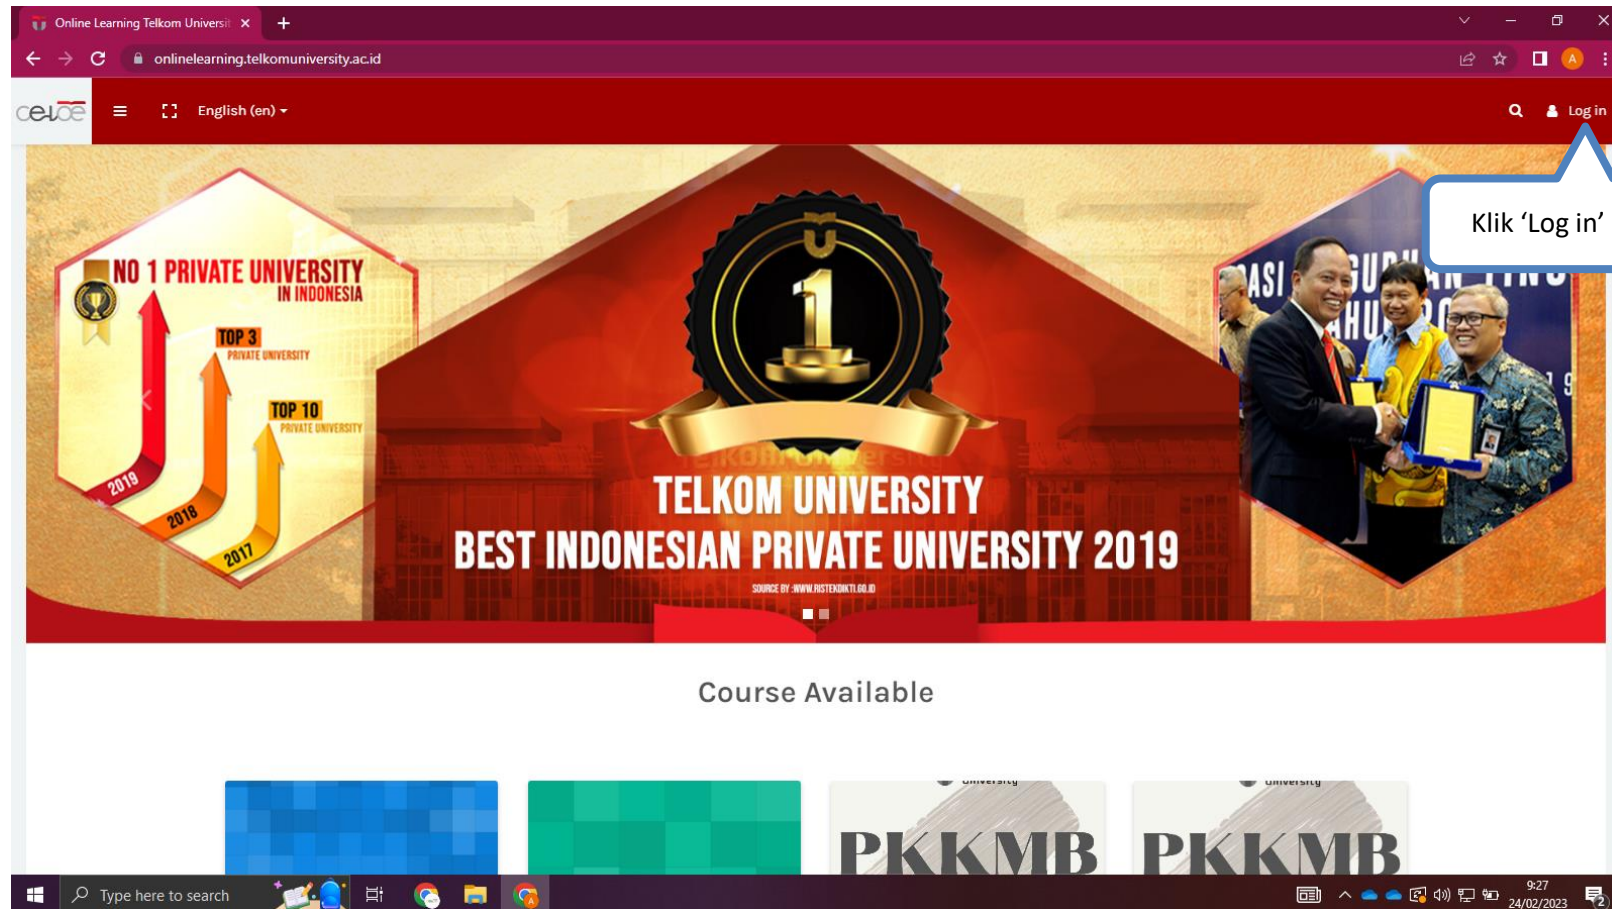 Online Learning Telkom Universit
onlinelearning.telkomuniversity.ac.id
A
celoe
English (en)
Log in
Klik ‘Log in’
NO 1 PRIVATE UNIVERSITY
IN INDONESIA
TOP 3
PRIVATE UNIVERSITY
TOP 10
PRIVATE UNIVERSITY
2019
2018
2017
1
TELKOM UNIVERSITY
BEST INDONESIAN PRIVATE UNIVERSITY 2019
SOURCE BY :WWW.RISTEKDIKTI.GO.ID
Course Available
University
PKKMB
University
PKKMB
Type here to search
9:27
24/02/2023
2